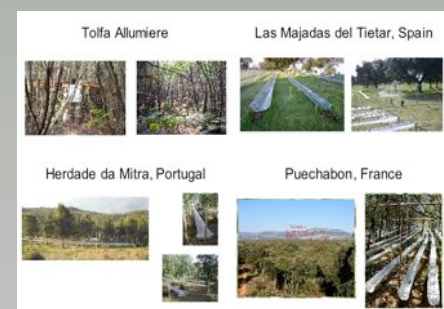 Tolfa Allumiere
Las Majadas del Tietar, Spain
Herdade da Mitra, Portugal
Puechabon, France